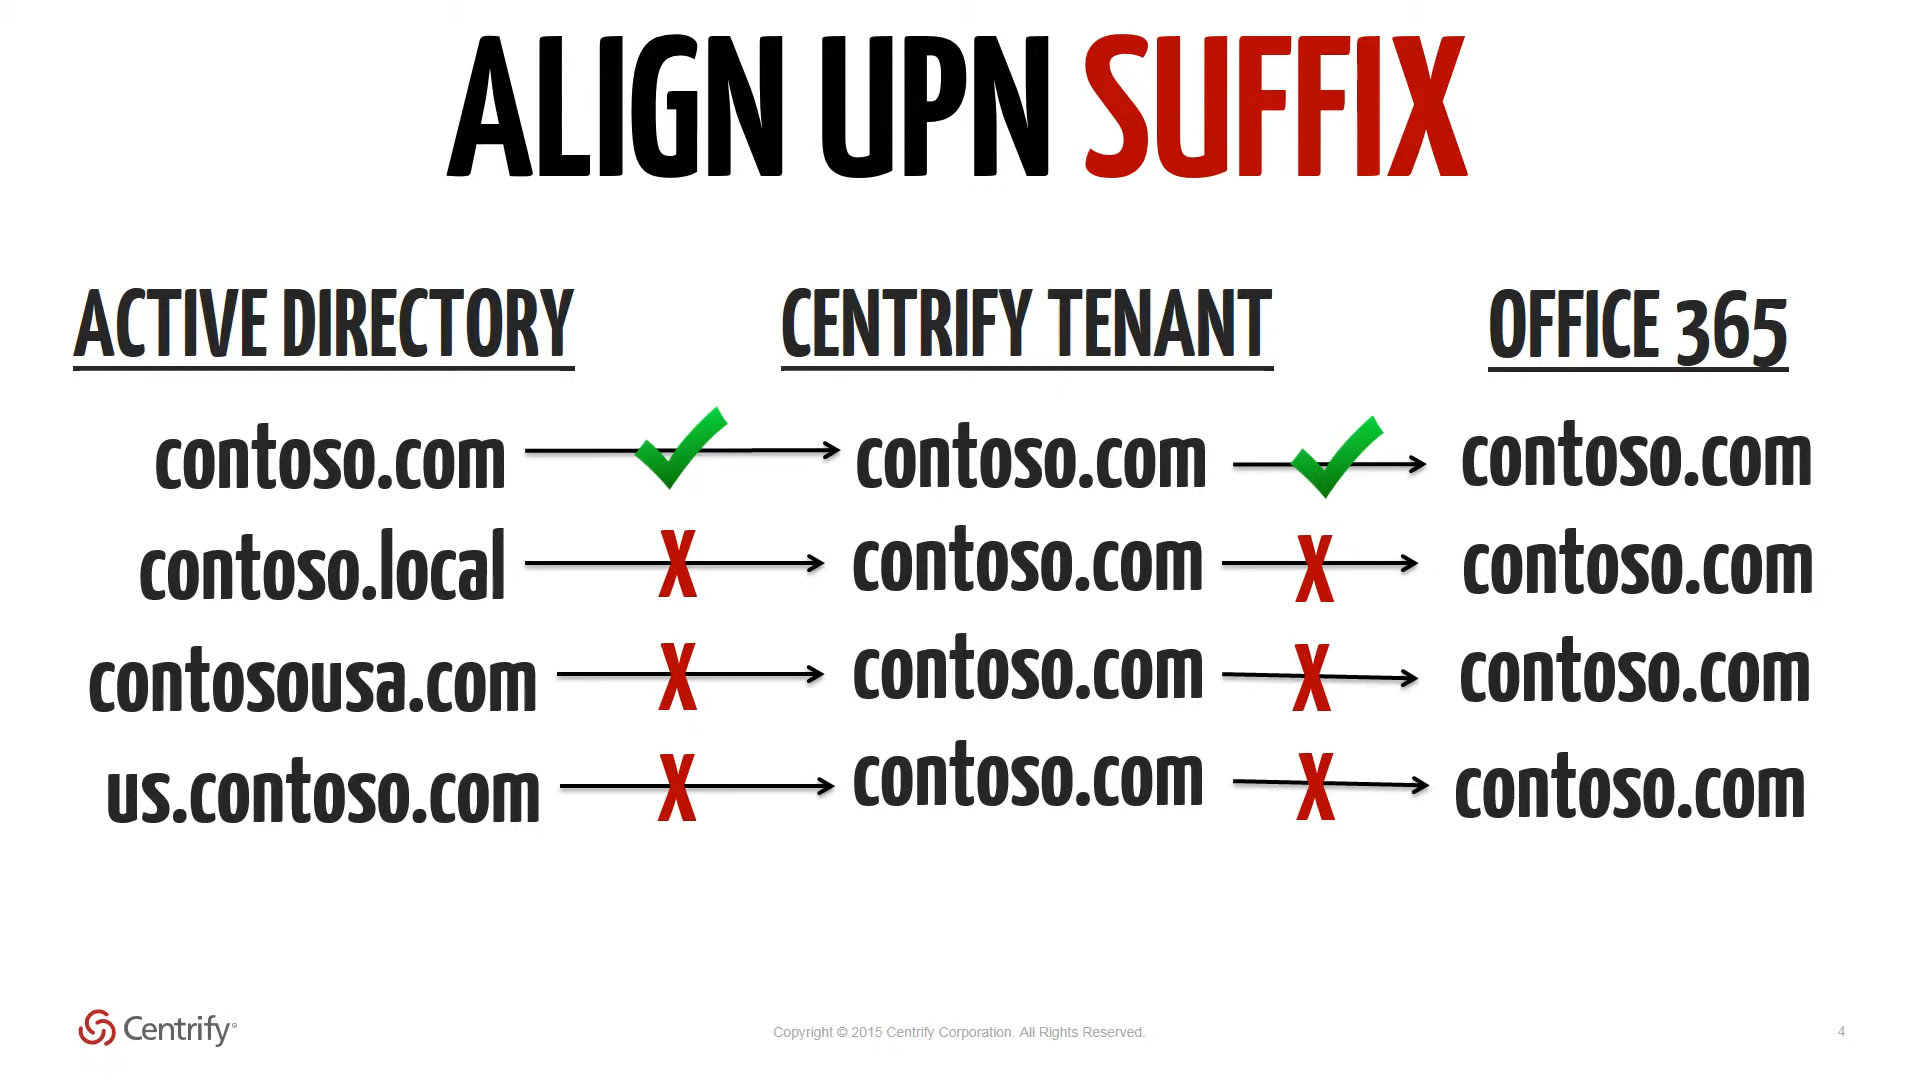 ALIGN UPN SUFFIX
ACTIVE DIRECTORY CENTRIFY TENANT OFFICE 365
contoso.com contoso.com contoso.com
contoso.local X contoso.com X contoso.com
contosousa.com X contoso.com X contoso.com
us.contoso.com X contoso.com X contoso.com
Centrify®
Copyright © 2015 Centrify Corporation. All Rights Reserved.
4